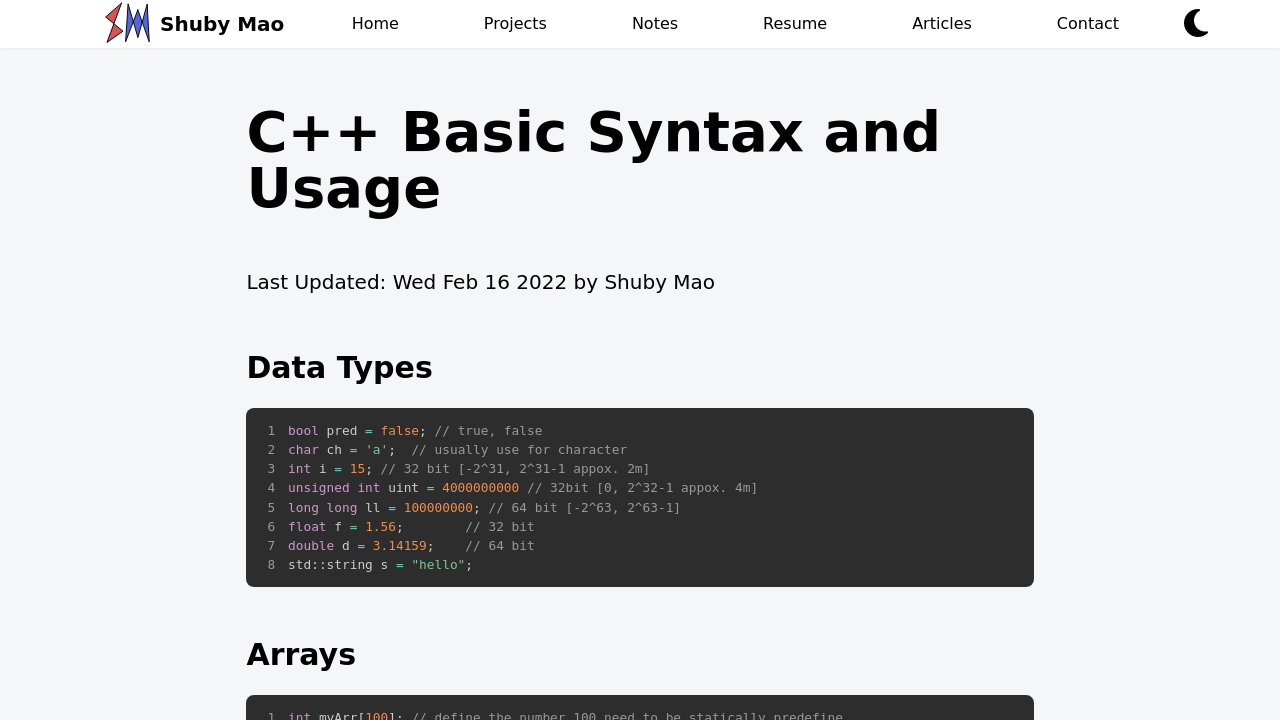 Shuby Mao
Home
Projects
Notes
Resume
Articles
Contact
C++ Basic Syntax and
Usage
Last Updated: Wed Feb 16 2022 by Shuby Mao
Data Types
1 bool pred = false; // true, false
2 char ch = 'a';  // usually use for character
3 int i = 15; // 32 bit [-2^31, 2^31-1 appox. 2m]
4 unsigned int uint = 4000000000 // 32bit [0, 2^32-1 appox. 4m]
5 long long ll = 100000000; // 64 bit [-2^63, 2^63-1]
6 float f = 1.56;        // 32 bit
7 double d = 3.14159;    // 64 bit
8 std::string s = "hello";
Arrays
1 int myArr[100]; // define the number 100 need to be statically predefine